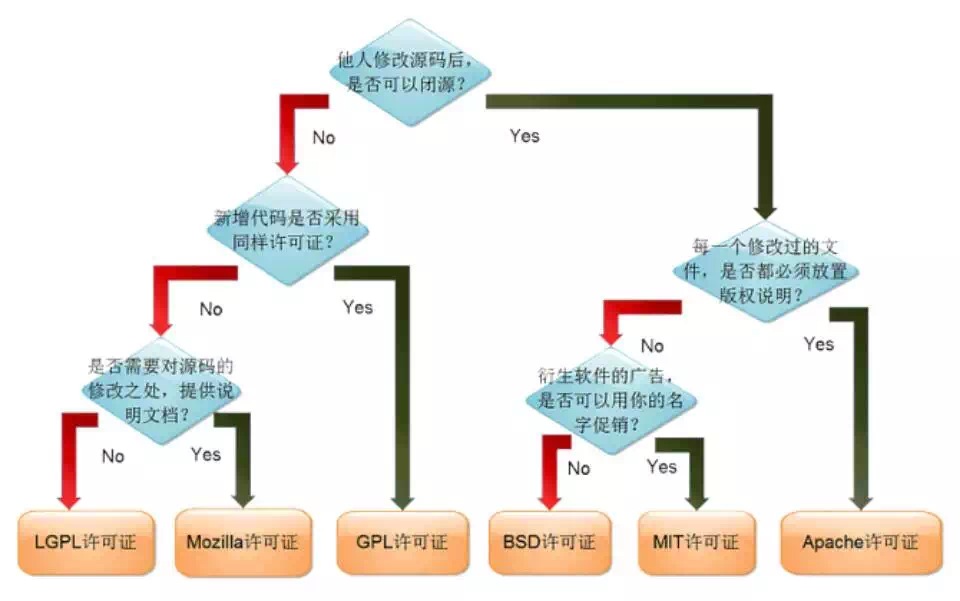 他人修改源码后，
是否可以闭源？
No
Yes
新增代码是否采用
同样许可证？
每一个修改过的文
件，是否都必须放置
版权说明？
No
Yes
No
Yes
是否需要对源码的
修改之处，提供说
明文档？
衍生软件的广告，
是否可以用你的名
字促销？
No
Yes
No
Yes
LGPL许可证
Mozilla许可证
GPL许可证
BSD许可证
MIT许可证
Apache许可证